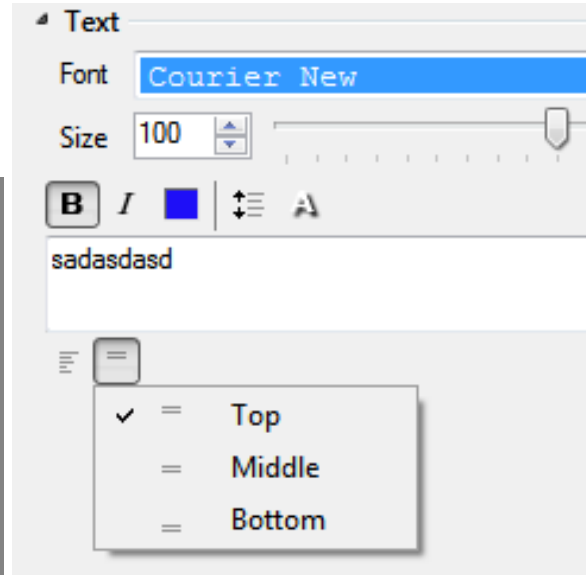 Text
Font Courier New
Size 100
B I A
sadasdasd
Top
Middle
Bottom